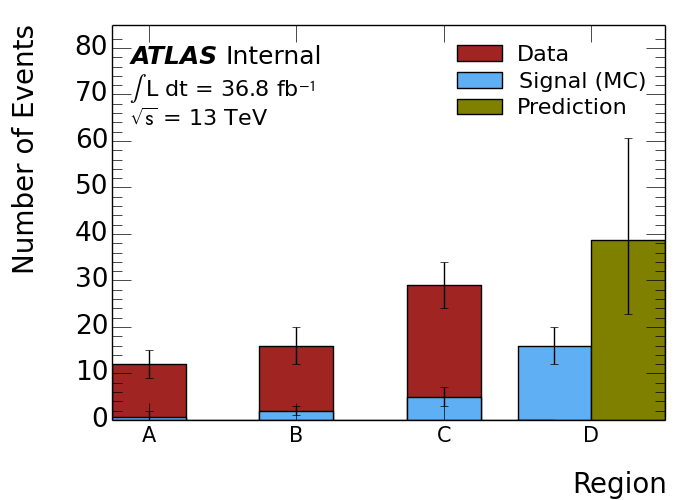 Number of Events
80
70
60
50
40
30
20
10
0
ATLAS Internal
∫L dt = 36.8 fb⁻¹
√s = 13 TeV
Data
Signal (MC)
Prediction
A
B
C
D
Region